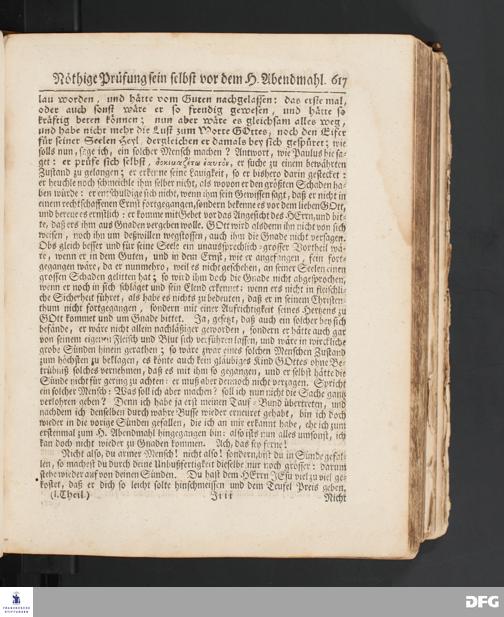 Nöthige Prüfung sein selbst vor dem H. Abendmahl. 617
lau worden, und hätte vom Guten nachgelassen: das erste mal,
oder auch sonst wäre er so freudig gewesen, und hätte so
kräftig beten können; nun aber wäre es gleichsam alles weg,
und habe nicht mehr die Lust zum Worte GOttes, noch den Eifer
für seiner Seelen Heyl, dergleichen er damals bey sich gespüret; wie
solls nun, sage ich, ein solcher Mensch machen? Antwort, wie Paulus hie sa-
get: er prüfe sich selbst, δοκιμαζέτω ἑαυτὸν, er suche zu einem bewährten
Zustand zu gelangen; er erkenne seine Lauigkeit, so er bishero darin gestecket:
er heuchle noch schmeichle ihm selber nicht, als wovon er den größten Schaden ha-
ben würde: er entschuldige sich nicht, wenn ihm sein Gewissen sagt, daß er nicht in
einem rechtschaffenen Ernst fortgegangen, sondern bekenne es vor dem lieben GOtt,
und bereue es ernstlich: er komme mit Gebet vor das Angesicht des HErrn, und bit-
te, daß ers ihm aus Gnaden vergeben wolle. GOtt wird alsdenn ihn nicht von sich
weisen, noch ihn um deßwillen wegstossen, auch ihm die Gnade nicht versagen.
Obs gleich besser und für seine Seele ein unaussprechlich-grosser Vortheil wä-
re, wenn er in dem Guten, und in dem Ernst, wie er angefangen, fein fort-
gegangen wäre, da er nunmehro, weil es nicht geschehen, an seiner Seelen einen
grossen Schaden gelitten hat; so wird ihm doch die Gnade nicht abgesprochen,
wenn er noch in sich schläget und sein Elend erkennet: wenn ers nicht in fleischli-
che Sicherheit führet, als habe es nichts zu bedeuten, daß er in seinem Christen-
thum nicht fortgegangen, sondern mit einer Aufrichtigkeit seines Hertzens zu
GOtt kommet und um Gnade bittet. Ja, gesetzt, daß auch ein solcher bey sich
befände, er wäre nicht allein nachläßiger geworden, sondern er hätte auch gar
von seinem eigenen Fleisch und Blut sich verführen lassen, und wäre in würckliche
grobe Sünden hinein gerathen; so wäre zwar eines solchen Menschen Zustand
zum höchsten zu beklagen, es könte auch kein gläubiges Kind GOttes ohne Be-
trübniß solches vernehmen, daß es mit ihm so gegangen, und er selbst hätte die
Sünde nicht für gering zu achten: er muß aber dennoch nicht verzagen. Spricht
ein solcher Mensch: Was soll ich aber machen? soll ich nun nicht die Sache gantz
verlohren geben? Denn ich habe ja erst meinen Tauf-Bund übertreten, und
nachdem ich denselben durch wahre Busse wieder erneuret gehabt, bin ich doch
wieder in die vorige Sünden gefallen, die ich an mir erkannt habe, ehe ich zum
erstenmal zum H. Abendmahl hingegangen bin: also ists nun alles umsonst, ich
kan doch nicht wieder zu Gnaden kommen. Ach, das sey ferne!
Nicht also, du armer Mensch! nicht also! sondern, bist du in Sünde gefal-
len, so machest du durch deine Unbußfertigkeit dieselbe nur noch grösser: darum
stehe wieder auf von deinen Sünden. Du hast dem HErrn JEsu viel zu viel ge-
kostet, daß er dich so leicht solte hinschmeissen und dem Teufel Preis geben.
(I. Theil.) Jiii Nicht
FRANCKESCHE
STIFTUNGEN
DFG